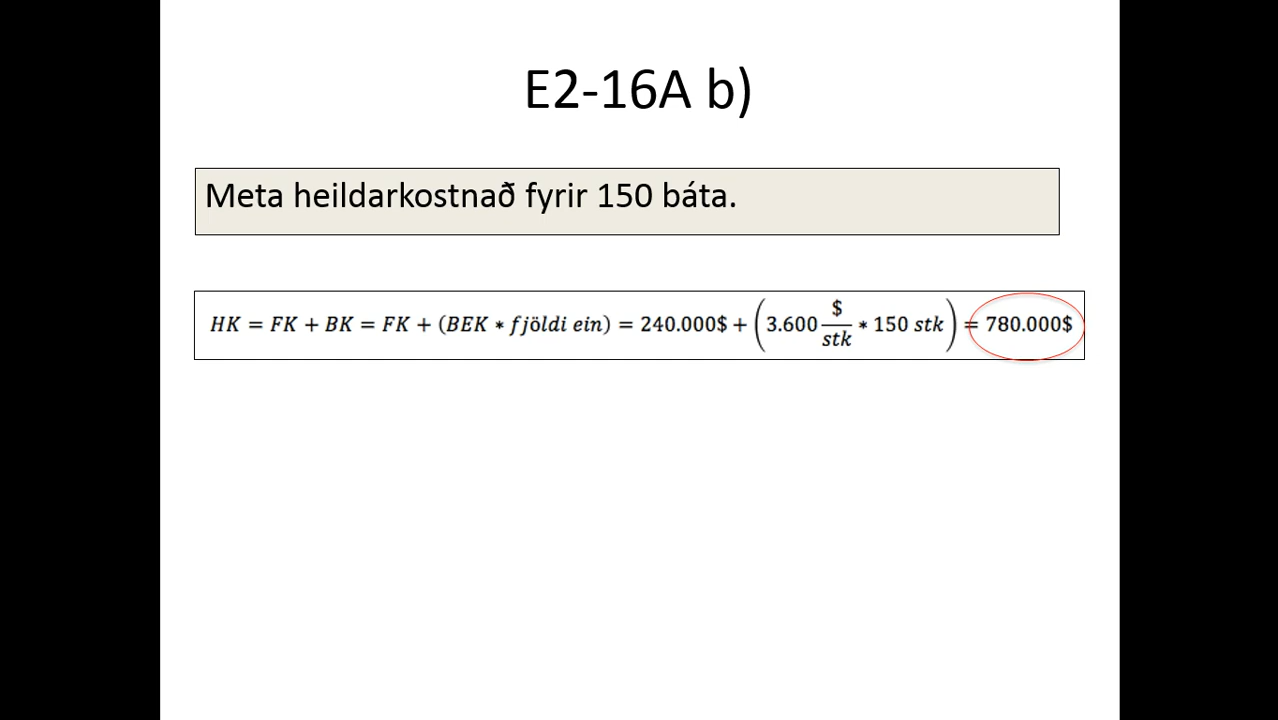 E2-16A b)
Meta heildarkostnað fyrir 150 báta.
HK = FK + BK = FK + (BEK ∗ fjöldi ein) = 240.000$ + (3.600 $/stk ∗ 150 stk) = 780.000$